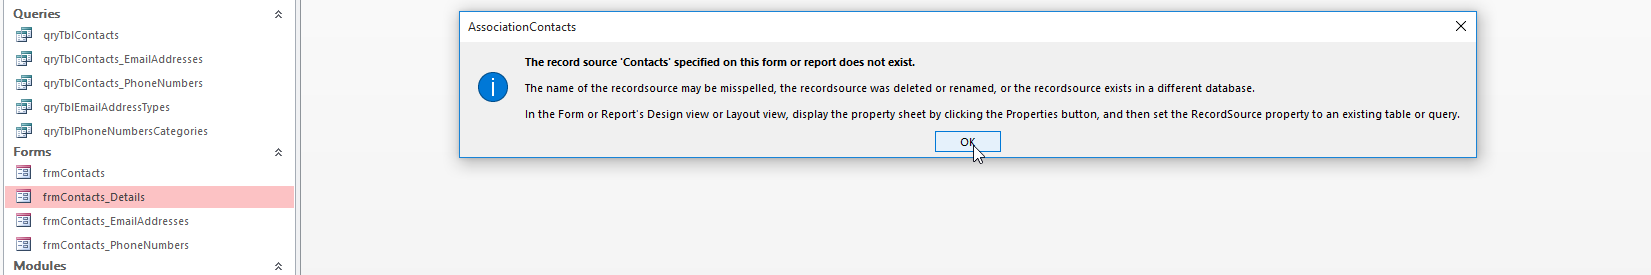 Queries
qryTblContacts
qryTblContacts_EmailAddresses
qryTblContacts_PhoneNumbers
qryTblEmailAddressTypes
qryTblPhoneNumbersCategories
Forms
frmContacts
frmContacts_Details
frmContacts_EmailAddresses
frmContacts_PhoneNumbers
Modules
AssociationContacts
The record source 'Contacts' specified on this form or report does not exist.
The name of the recordsource may be misspelled, the recordsource was deleted or renamed, or the recordsource exists in a different database.
In the Form or Report's Design view or Layout view, display the property sheet by clicking the Properties button, and then set the RecordSource property to an existing table or query.
OK